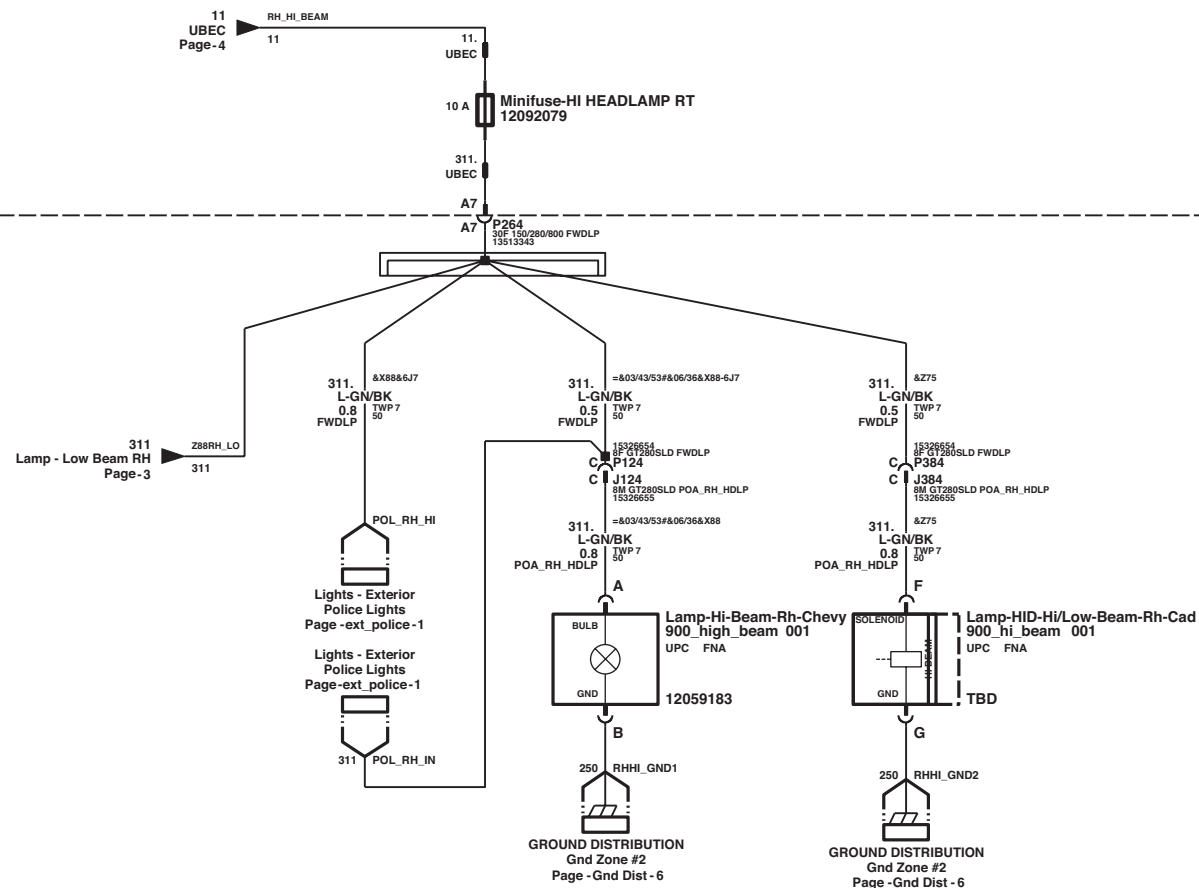 11
UBEC
Page-4
RH_HI_BEAM
11
11.
UBEC
10 A
Minifuse-HI HEADLAMP RT
12092079
311.
UBEC
A7
A7
P264
30F 150/280/800 FWDLP
13513343
311.
L-GN/BK
0.8
FWDLP
&X88&6J7
TWP 7
50
311.
L-GN/BK
0.5
FWDLP
=&03/43/53#&06/36&X88-6J7
TWP 7
50
311.
L-GN/BK
0.5
FWDLP
&Z75
TWP 7
50
311
Lamp - Low Beam RH
Page-3
Z88RH_LO
311
15326654
8F GT280SLD FWDLP
C P124
C J124
8M GT280SLD POA_RH_HDLP
15326655
15326654
8F GT280SLD FWDLP
C P384
C J384
8M GT280SLD POA_RH_HDLP
15326655
POL_RH_HI
Lights - Exterior
Police Lights
Page -ext_police-1
311.
L-GN/BK
0.8
POA_RH_HDLP
=&03/43/53#&06/36&X88
TWP 7
50
311.
L-GN/BK
0.8
POA_RH_HDLP
&Z75
TWP 7
50
A
BULB
GND
Lamp-Hi-Beam-Rh-Chevy
900_high_beam 001
UPC FNA
12059183
B
F
SOLENOID
HI BEAM
GND
Lamp-HID-Hi/Low-Beam-Rh-Cad
900_hi_beam 001
UPC FNA
TBD
G
Lights - Exterior
Police Lights
Page-ext_police-1
311
POL_RH_IN
250
RHHI_GND1
GROUND DISTRIBUTION
Gnd Zone #2
Page -Gnd Dist - 6
250
RHHI_GND2
GROUND DISTRIBUTION
Gnd Zone #2
Page -Gnd Dist - 6